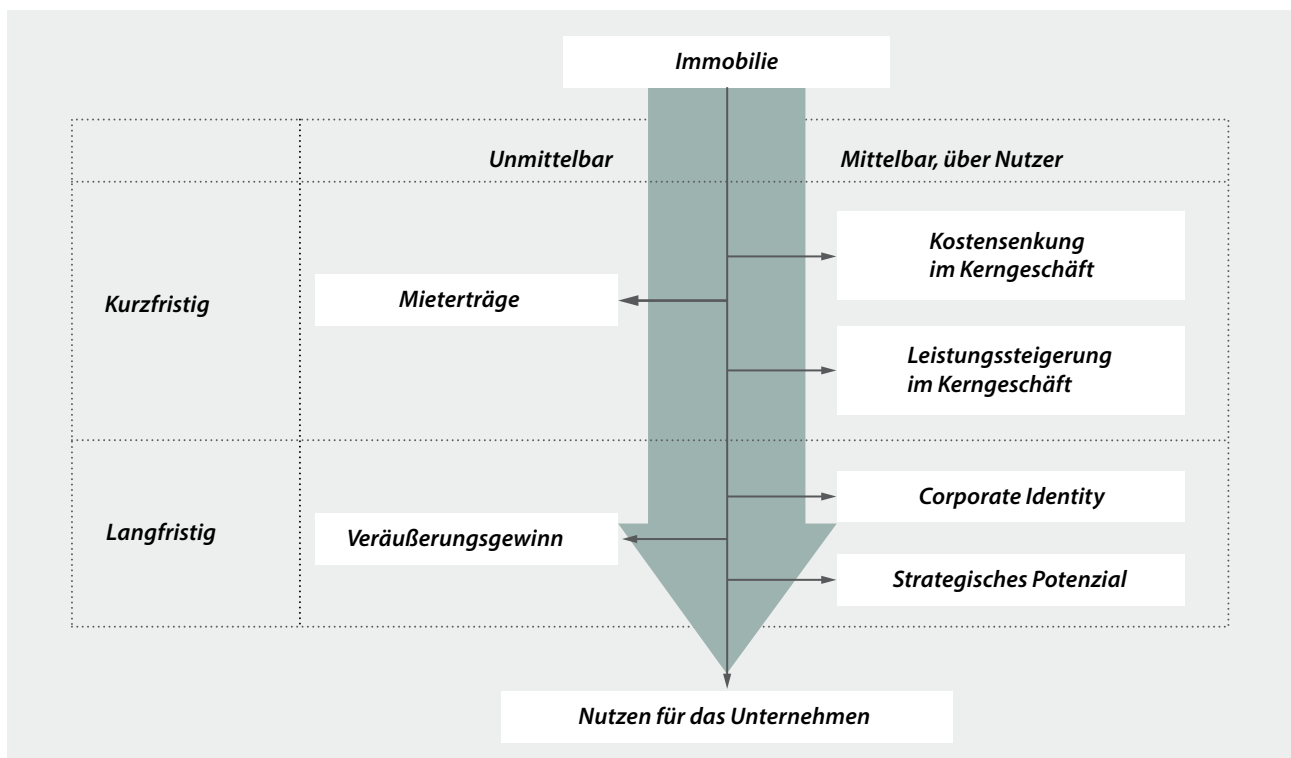 Immobilie
Unmittelbar
Mittelbar, über Nutzer
Kurzfristig
Mieterträge
Kostensenkung
im Kerngeschäft
Leistungssteigerung
im Kerngeschäft
Langfristig
Veräußerungsgewinn
Corporate Identity
Strategisches Potenzial
Nutzen für das Unternehmen